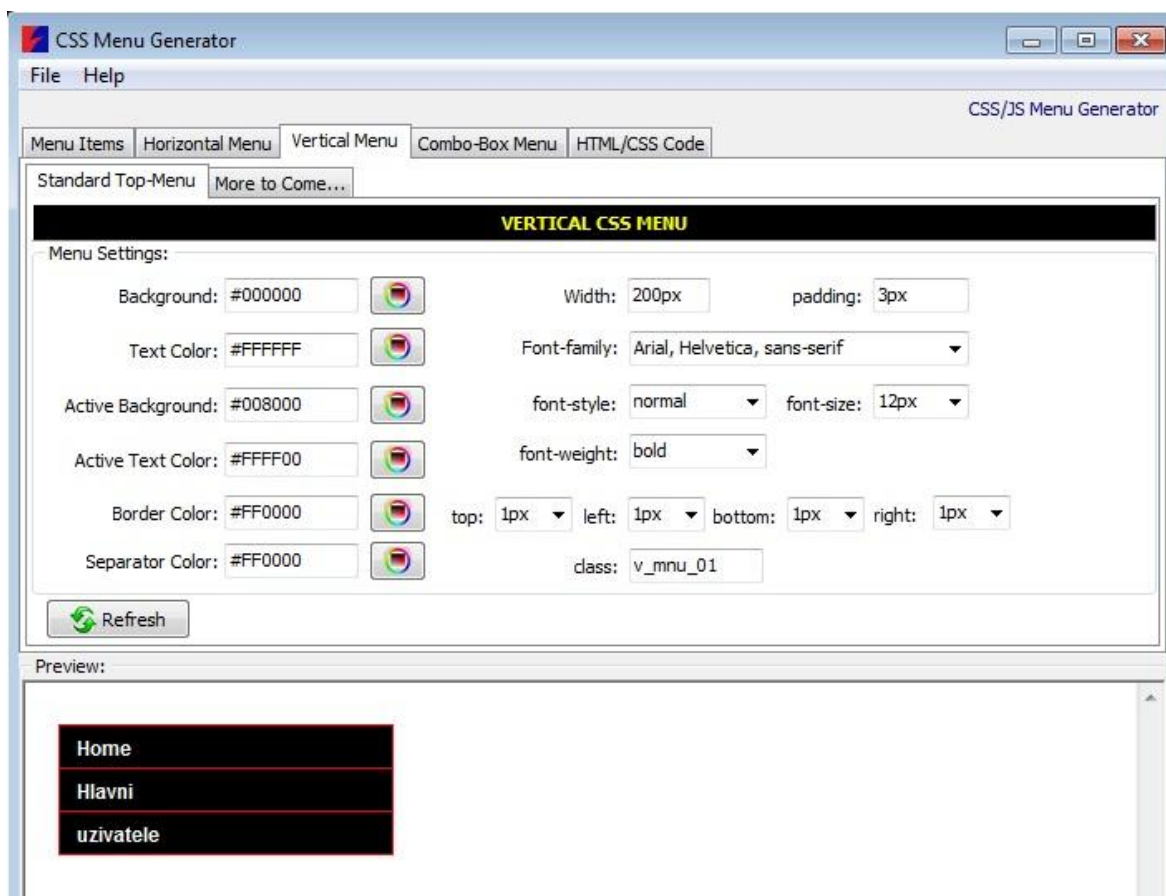 CSS Menu Generator
File Help
CSS/JS Menu Generator
Menu Items Horizontal Menu Vertical Menu Combo-Box Menu HTML/CSS Code
Standard Top-Menu More to Come...
VERTICAL CSS MENU
Menu Settings:
Background: #000000 Width: 200px padding: 3px
Text Color: #FFFFFF Font-family: Arial, Helvetica, sans-serif
Active Background: #008000 font-style: normal font-size: 12px
Active Text Color: #FFFF00 font-weight: bold
Border Color: #FF0000 top: 1px left: 1px bottom: 1px right: 1px
Separator Color: #FF0000 class: v_mnu_01
Refresh
Preview:
Home
Hlavni
uzivatele